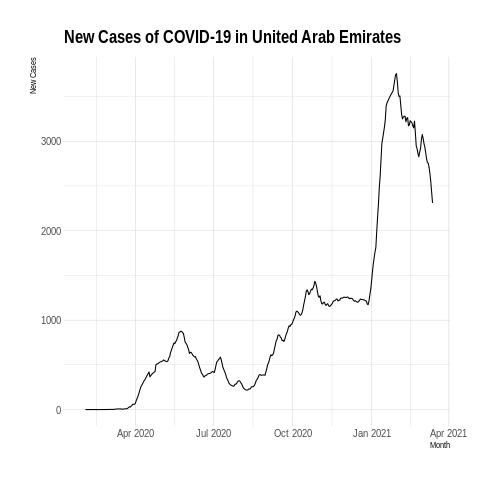 New Cases of COVID-19 in United Arab Emirates
New Cases
3000
2000
1000
0
Apr 2020
Jul 2020
Oct 2020
Jan 2021
Apr 2021
Month